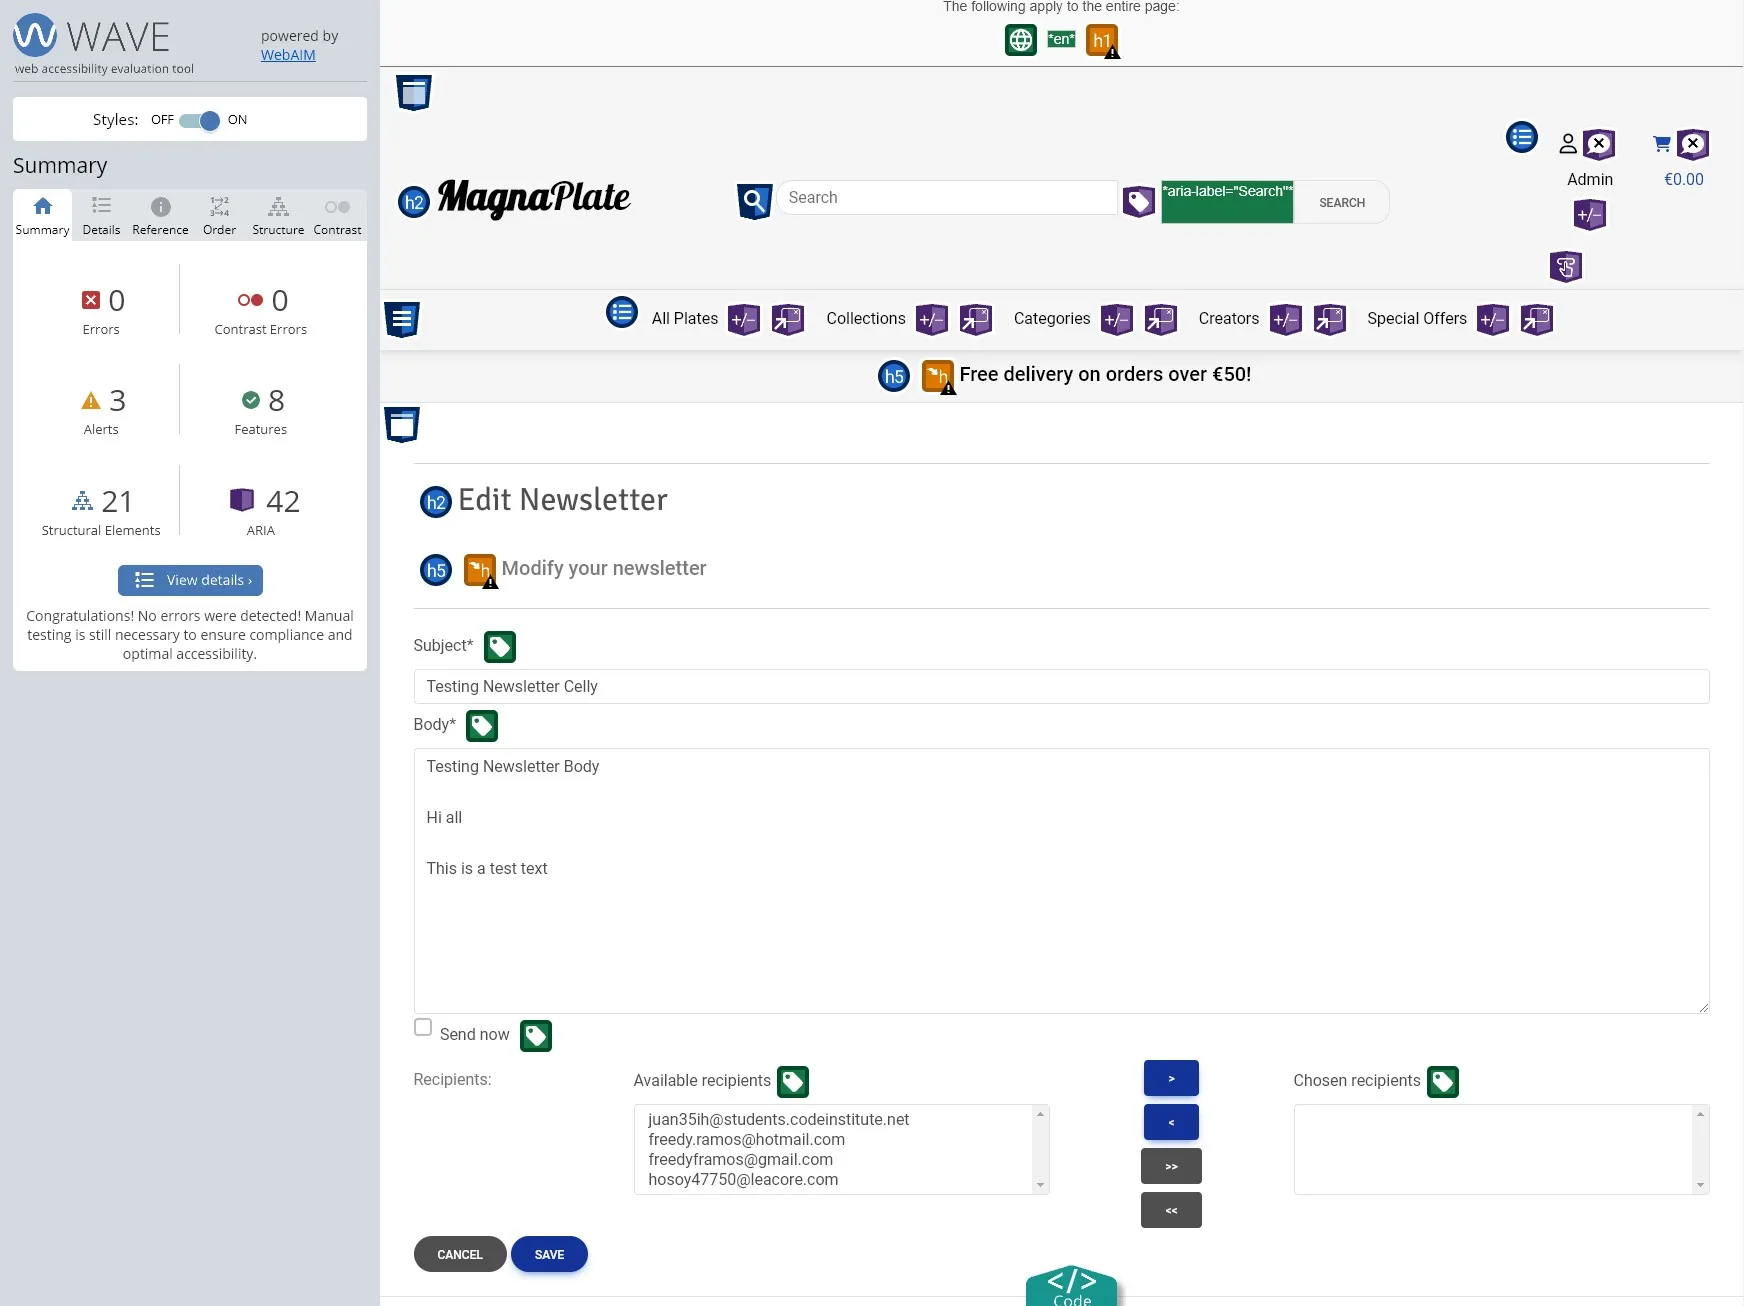 WAVE
web accessibility evaluation tool
powered by
WebAIM
Styles: OFF ON
Summary
Summary Details Reference Order Structure Contrast
0
Errors
0
Contrast Errors
3
Alerts
8
Features
21
Structural Elements
42
ARIA
View details ›
Congratulations! No errors were detected! Manual
testing is still necessary to ensure compliance and
optimal accessibility.
The following apply to the entire page:
*en* h1
h2 MagnaPlate
Search
*aria-label="Search"*
SEARCH
Admin
+/-
€0.00
All Plates +/- Collections +/- Categories +/- Creators +/- Special Offers +/-
h5 h Free delivery on orders over €50!
h2 Edit Newsletter
h5 h Modify your newsletter
Subject*
Testing Newsletter Celly
Body*
Testing Newsletter Body
Hi all
This is a test text
Send now
Recipients:
Available recipients
juan35ih@students.codeinstitute.net
freedy.ramos@hotmail.com
freedyframos@gmail.com
hosoy47750@leacore.com
>
<
>>
<<
Chosen recipients
CANCEL SAVE
</>
Code